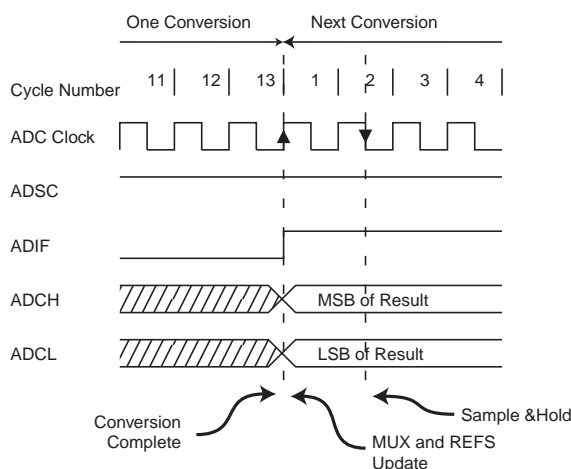 One Conversion Next Conversion
Cycle Number 11 12 13 1 2 3 4
ADC Clock
ADSC
ADIF
ADCH MSB of Result
ADCL LSB of Result
Conversion
Complete
MUX and REFS
Update
Sample &Hold